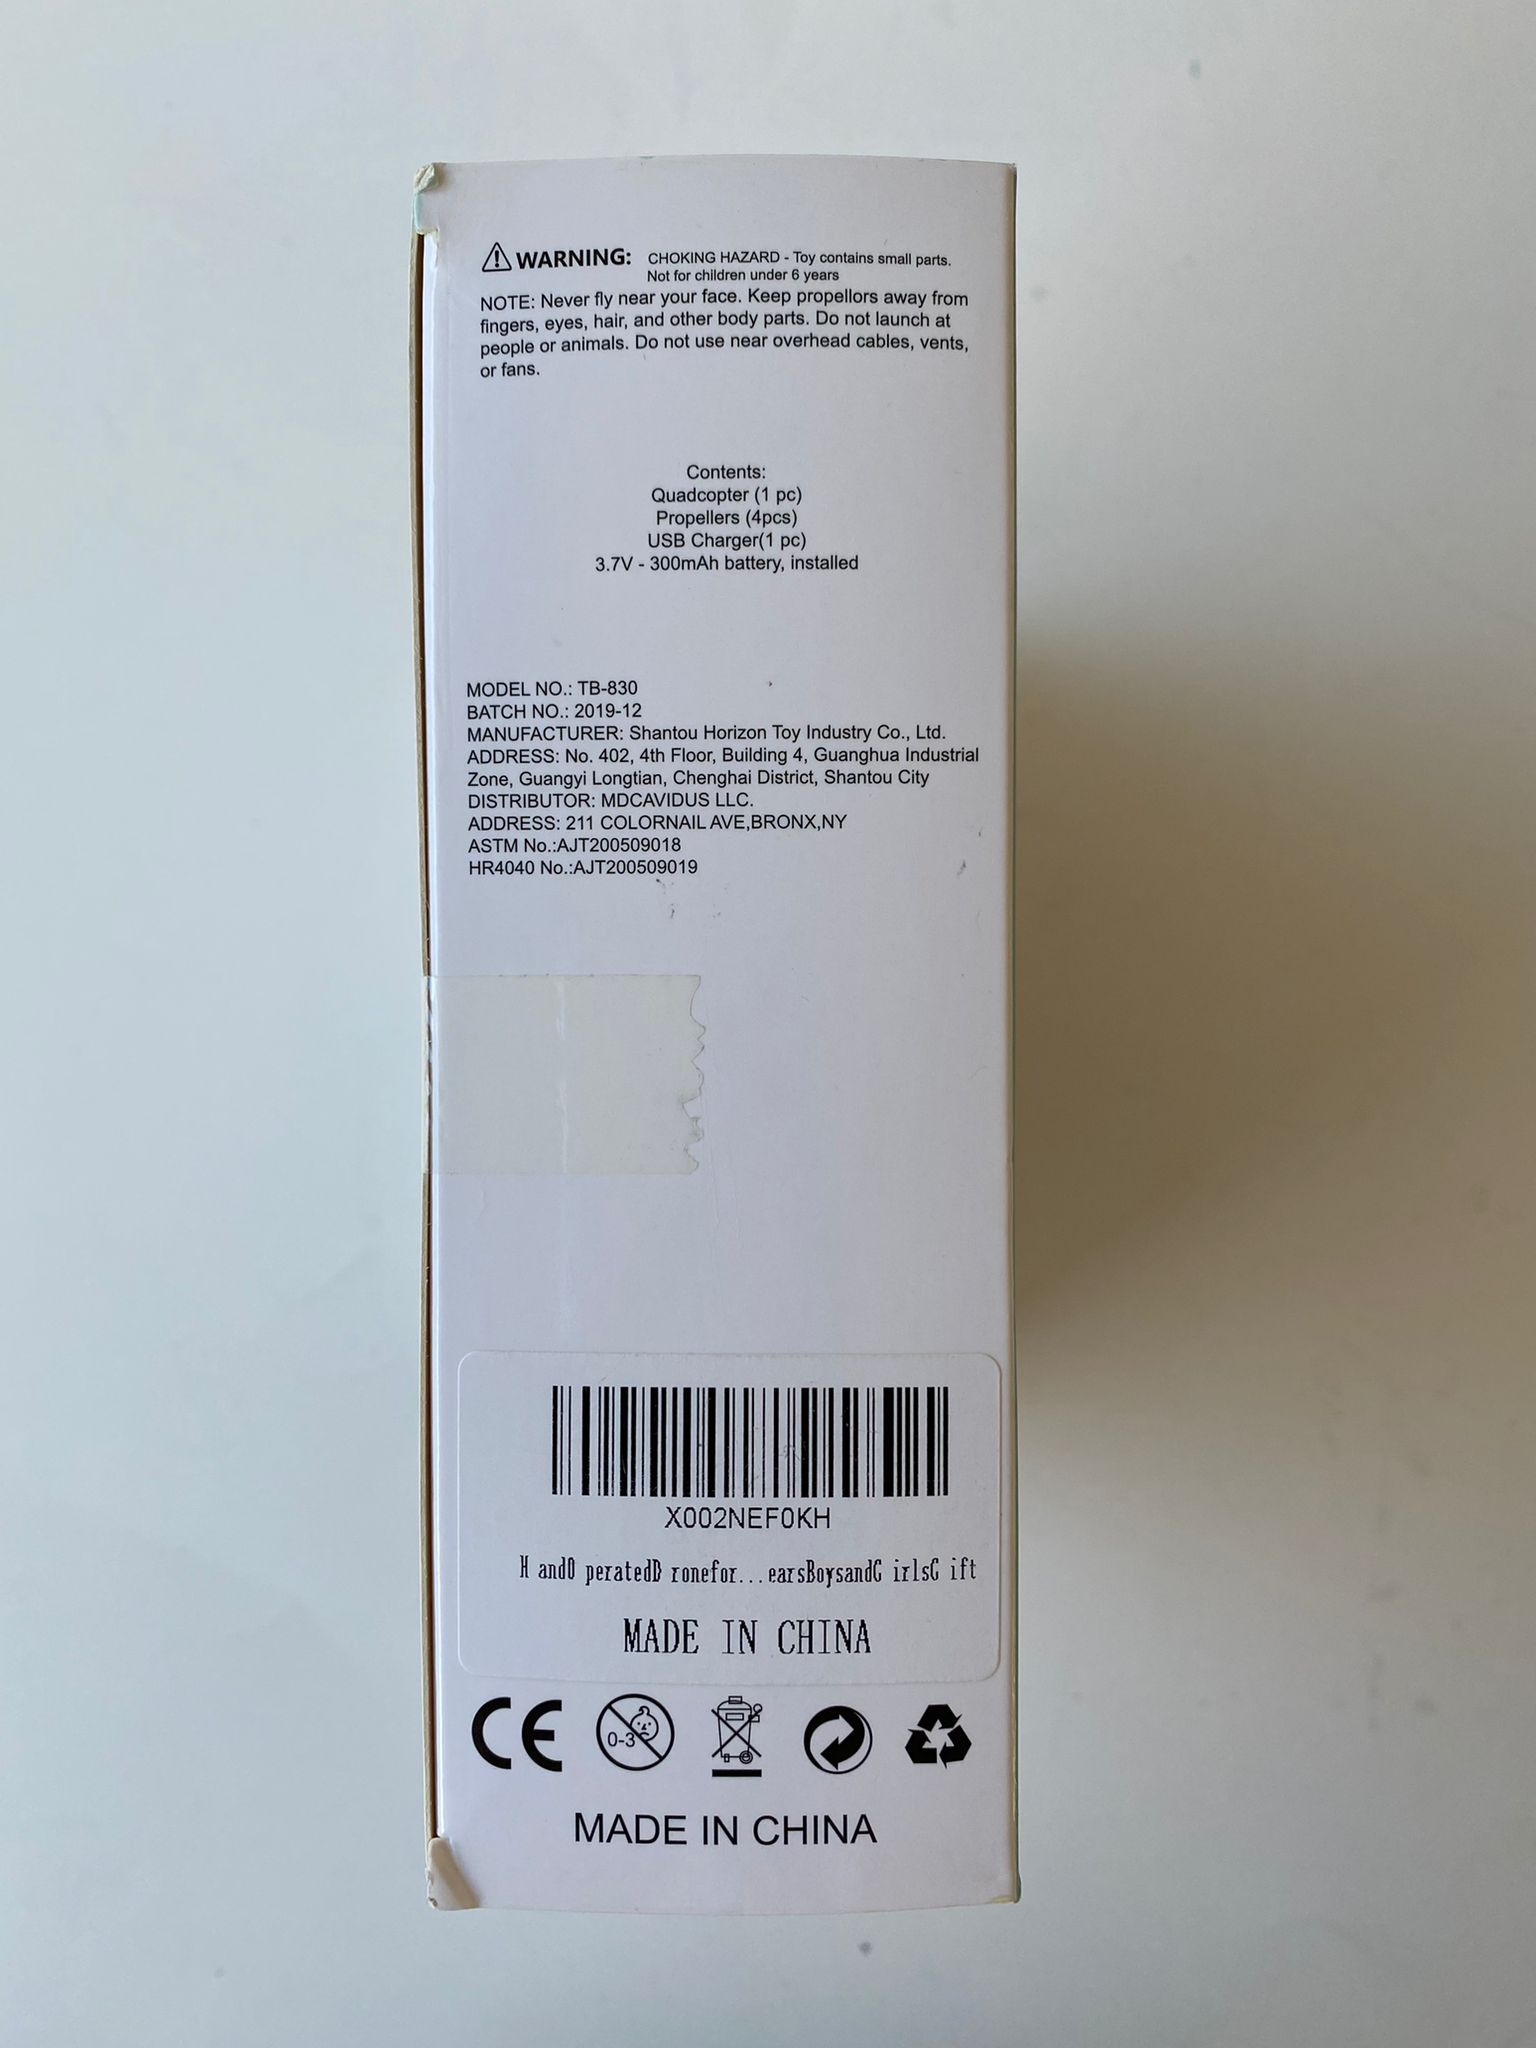 WARNING: CHOKING HAZARD - Toy contains small parts.
Not for children under 6 years
NOTE: Never fly near your face. Keep propellors away from
fingers, eyes, hair, and other body parts. Do not launch at
people or animals. Do not use near overhead cables, vents,
or fans.
Contents:
Quadcopter (1 pc)
Propellers (4pcs)
USB Charger(1 pc)
3.7V - 300mAh battery, installed
MODEL NO.: TB-830
BATCH NO.: 2019-12
MANUFACTURER: Shantou Horizon Toy Industry Co., Ltd.
ADDRESS: No. 402, 4th Floor, Building 4, Guanghua Industrial
Zone, Guangyi Longtian, Chenghai District, Shantou City
DISTRIBUTOR: MDCAVIDUS LLC.
ADDRESS: 211 COLORNAIL AVE,BRONX,NY
ASTM No.:AJT200509018
HR4040 No.:AJT200509019
X002NEF0KH
H andO peratedD ronefor...earsBoysandG irlsG ift
MADE IN CHINA
CE 0-3
MADE IN CHINA